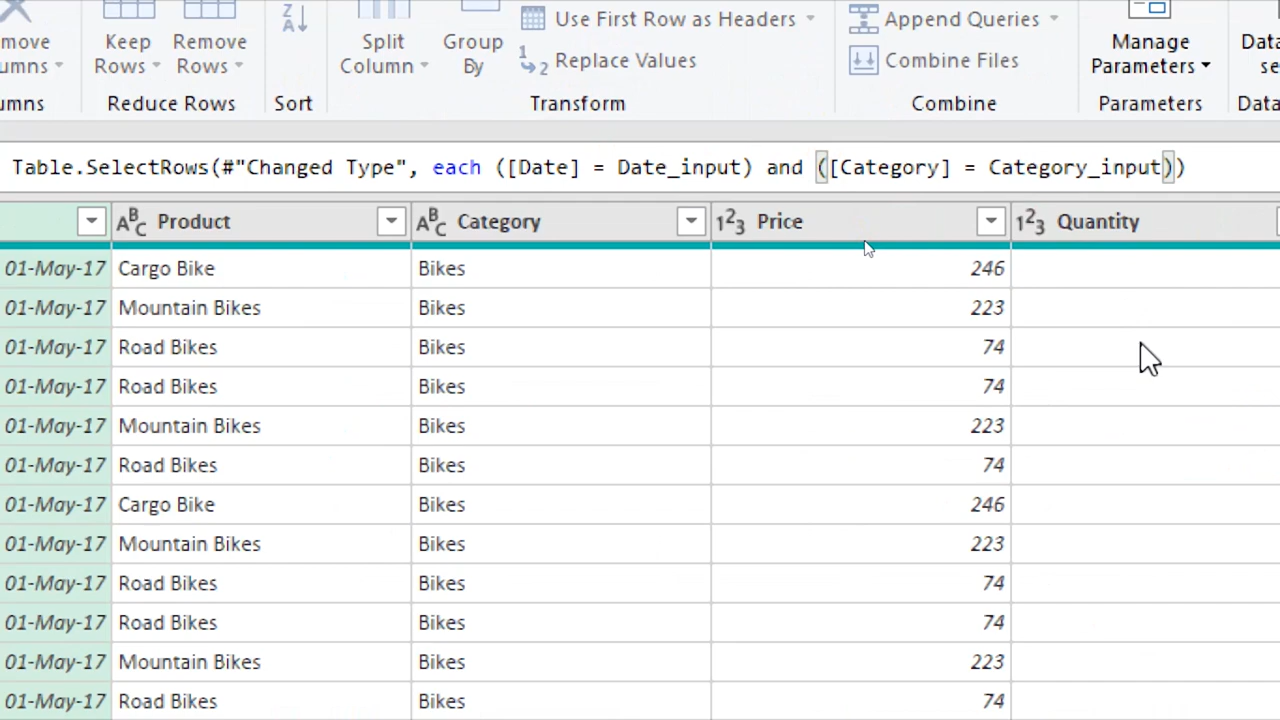 Use First Row as Headers
Append Queries
move
umns
Keep
Rows
Remove
Rows
Z
A
Split
Column
Group
By
1
2
Replace Values
Combine Files
Manage
Parameters
Data
se
umns
Reduce Rows
Sort
Transform
Combine
Parameters
Data
Table.SelectRows(#"Changed Type", each ([Date] = Date_input) and ([Category] = Category_input))
ABC Product ABC Category 123 Price 123 Quantity
01-May-17 Cargo Bike Bikes 246
01-May-17 Mountain Bikes Bikes 223
01-May-17 Road Bikes Bikes 74
01-May-17 Road Bikes Bikes 74
01-May-17 Mountain Bikes Bikes 223
01-May-17 Road Bikes Bikes 74
01-May-17 Cargo Bike Bikes 246
01-May-17 Mountain Bikes Bikes 223
01-May-17 Road Bikes Bikes 74
01-May-17 Road Bikes Bikes 74
01-May-17 Mountain Bikes Bikes 223
01-May-17 Road Bikes Bikes 74